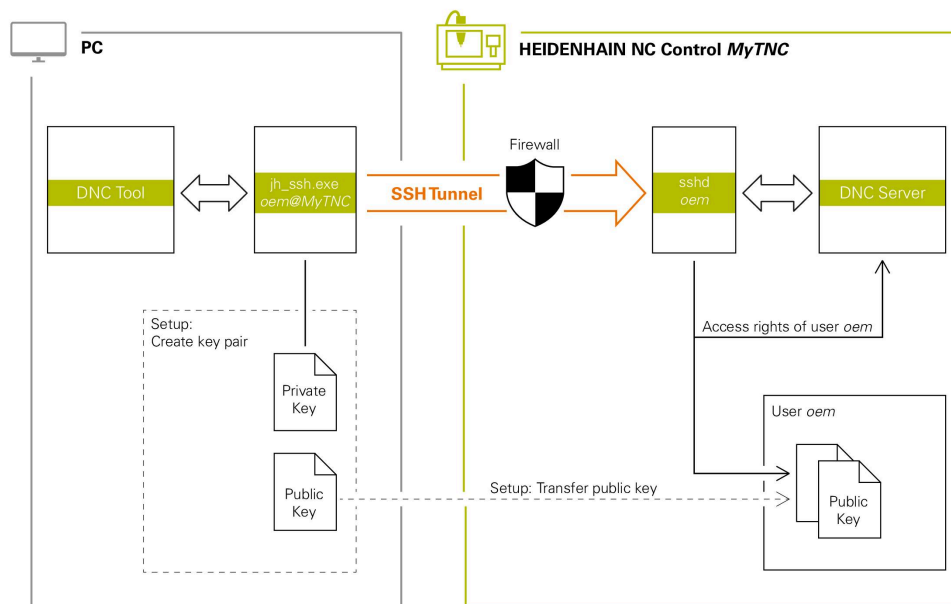 PC
HEIDENHAIN NC Control MyTNC
DNC Tool
jh_ssh.exe
oem@MyTNC
SSH Tunnel
Firewall
sshd
oem
DNC Server
Setup:
Create key pair
Private
Key
Public
Key
Access rights of user oem
Setup: Transfer public key
User oem
Public
Key